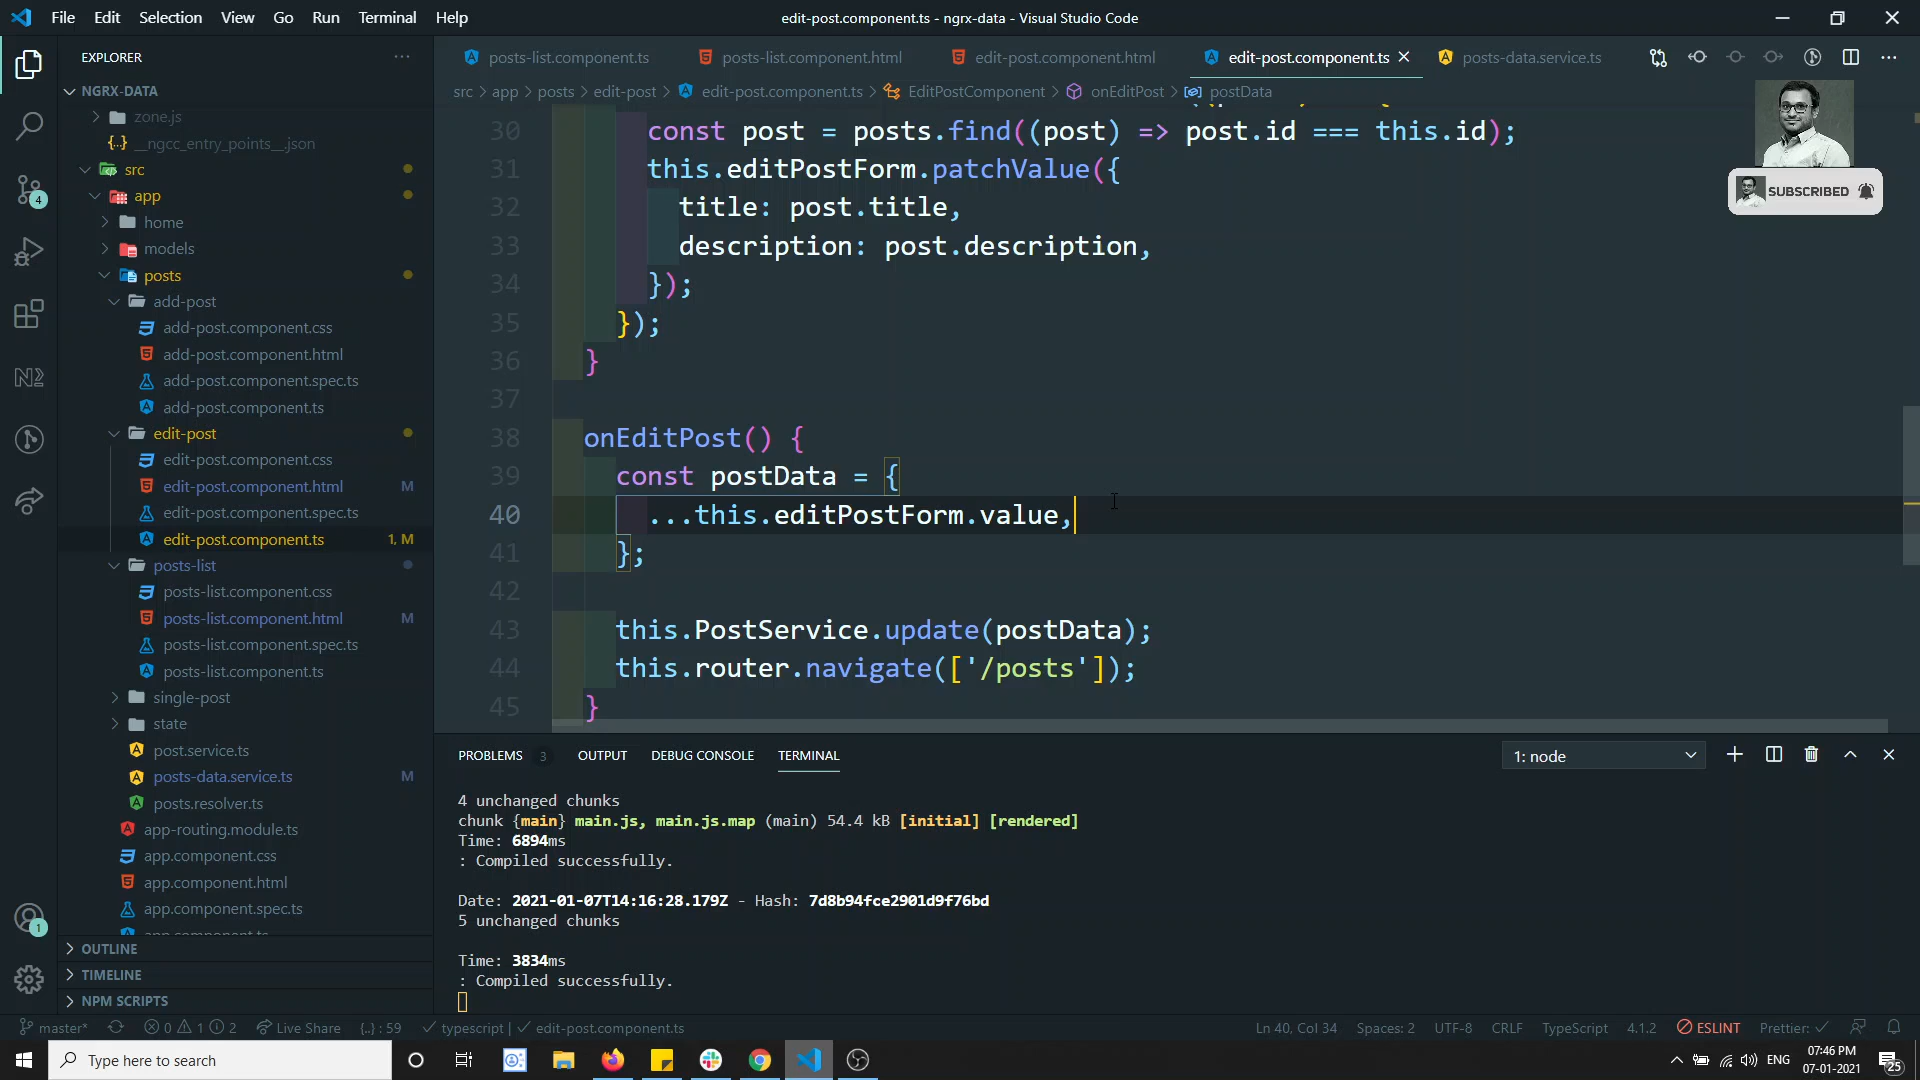 File Edit Selection View Go Run Terminal Help
edit-post.component.ts - ngrx-data - Visual Studio Code
EXPLORER
NGRX-DATA
zone.js
__ngcc_entry_points__.json
src
app
home
models
posts
add-post
add-post.component.css
add-post.component.html
add-post.component.spec.ts
add-post.component.ts
edit-post
edit-post.component.css
edit-post.component.html M
edit-post.component.spec.ts
edit-post.component.ts 1, M
posts-list
posts-list.component.css
posts-list.component.html M
posts-list.component.spec.ts
posts-list.component.ts
single-post
state
post.service.ts
posts-data.service.ts M
posts.resolver.ts
app-routing.module.ts
app.component.css
app.component.html
app.component.spec.ts
app.component.ts
OUTLINE
TIMELINE
NPM SCRIPTS
4
1
posts-list.component.ts posts-list.component.html edit-post.component.html edit-post.component.ts posts-data.service.ts
src > app > posts > edit-post > edit-post.component.ts > EditPostComponent > onEditPost > postData
SUBSCRIBED
30 const post = posts.find((post) => post.id === this.id);
31 this.editPostForm.patchValue({
32 title: post.title,
33 description: post.description,
34 });
35 });
36 }
37
38 onEditPost() {
39 const postData = {
40 ...this.editPostForm.value,
41 };
42
43 this.PostService.update(postData);
44 this.router.navigate(['/posts']);
45 }
PROBLEMS 3 OUTPUT DEBUG CONSOLE TERMINAL 1: node
4 unchanged chunks
chunk {main} main.js, main.js.map (main) 54.4 kB [initial] [rendered]
Time: 6894ms
: Compiled successfully.
Date: 2021-01-07T14:16:28.179Z - Hash: 7d8b94fce2901d9f76bd
5 unchanged chunks
Time: 3834ms
: Compiled successfully.
master* 0 1 2 Live Share {..} : 59 typescript | edit-post.component.ts Ln 40, Col 34 Spaces: 2 UTF-8 CRLF TypeScript 4.1.2 ESLINT Prettier:
Type here to search
ENG
07:46 PM
07-01-2021
25